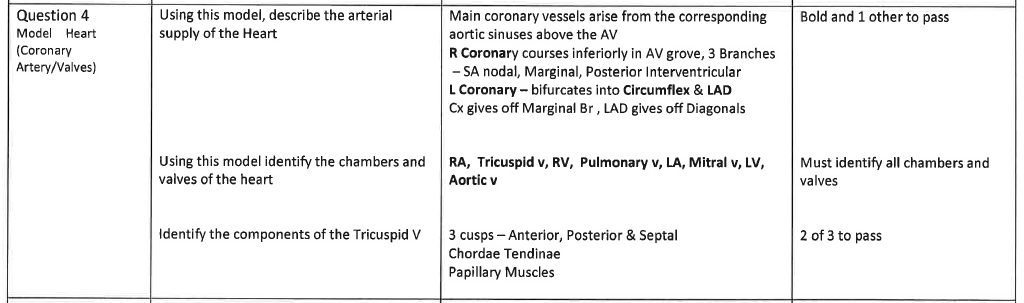 Question 4
Model Heart
(Coronary
Artery/Valves)
Using this model, describe the arterial
supply of the Heart
Main coronary vessels arise from the corresponding
aortic sinuses above the AV
R Coronary courses inferiorly in AV grove, 3 Branches
– SA nodal, Marginal, Posterior Interventricular
L Coronary – bifurcates into Circumflex & LAD
Cx gives off Marginal Br , LAD gives off Diagonals
Bold and 1 other to pass
Using this model identify the chambers and
valves of the heart
RA, Tricuspid v, RV, Pulmonary v, LA, Mitral v, LV,
Aortic v
Must identify all chambers and
valves
Identify the components of the Tricuspid V
3 cusps – Anterior, Posterior & Septal
Chordae Tendinae
Papillary Muscles
2 of 3 to pass